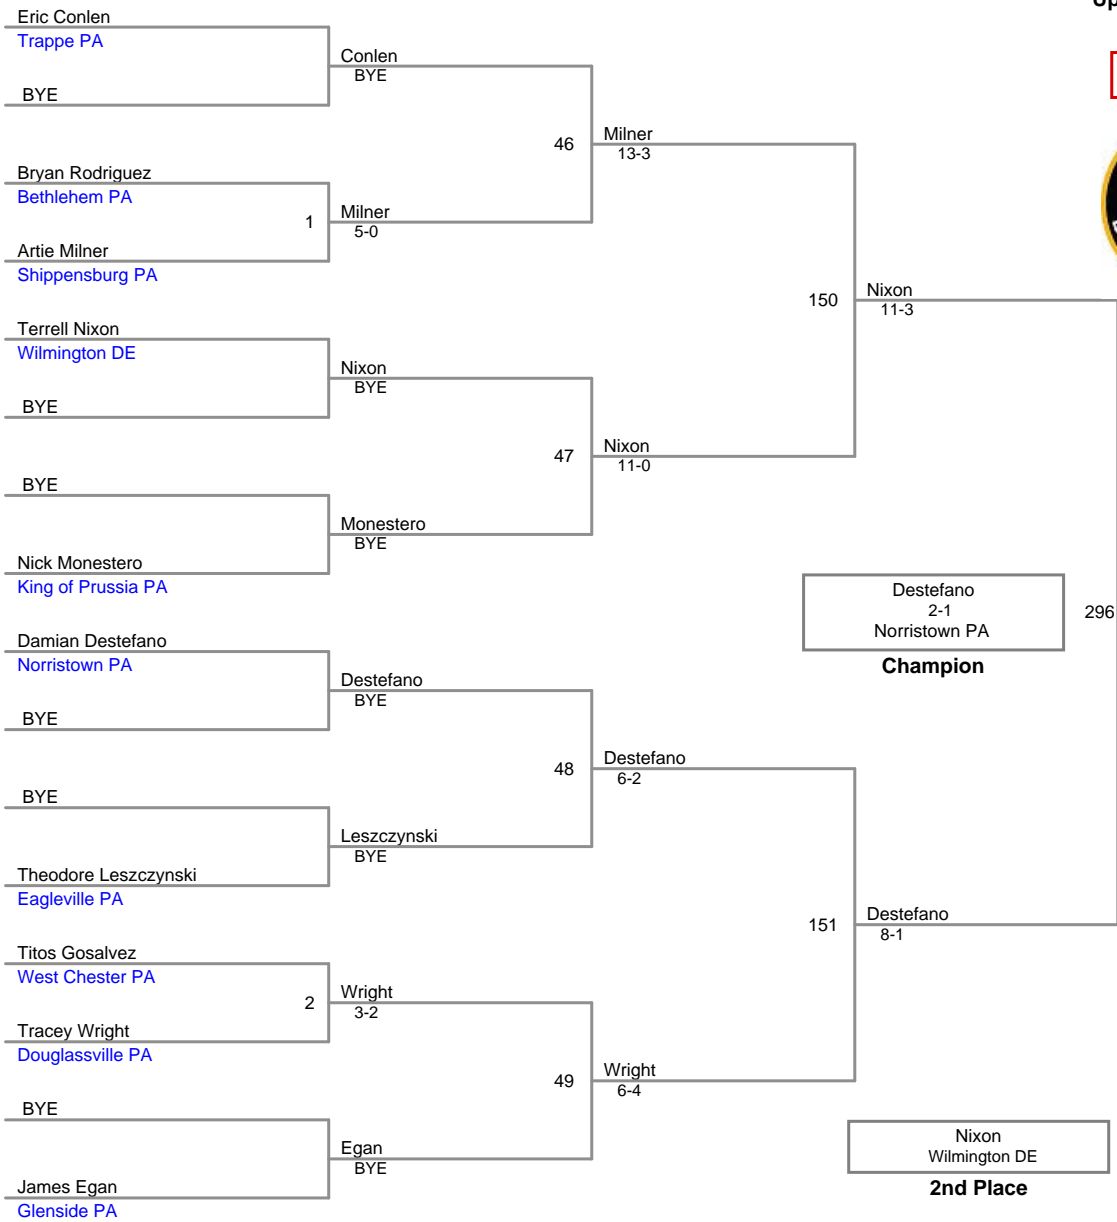 Eric Conlen
Trappe PA
BYE
Conlen
BYE
Bryan Rodriguez
Bethlehem PA
1
Milner
5-0
Artie Milner
Shippensburg PA
46
Milner
13-3
Terrell Nixon
Wilmington DE
BYE
Nixon
BYE
BYE
Nick Monestero
King of Prussia PA
Monestero
BYE
47
Nixon
11-0
150
Nixon
11-3
Damian Destefano
Norristown PA
BYE
Destefano
BYE
BYE
Theodore Leszczynski
Eagleville PA
Leszczynski
BYE
48
Destefano
6-2
Titos Gosalvez
West Chester PA
2
Wright
3-2
Tracey Wright
Douglassville PA
BYE
James Egan
Glenside PA
Egan
BYE
49
Wright
6-4
151
Destefano
8-1
Destefano
2-1
Norristown PA
Champion
296
Nixon
Wilmington DE
2nd Place